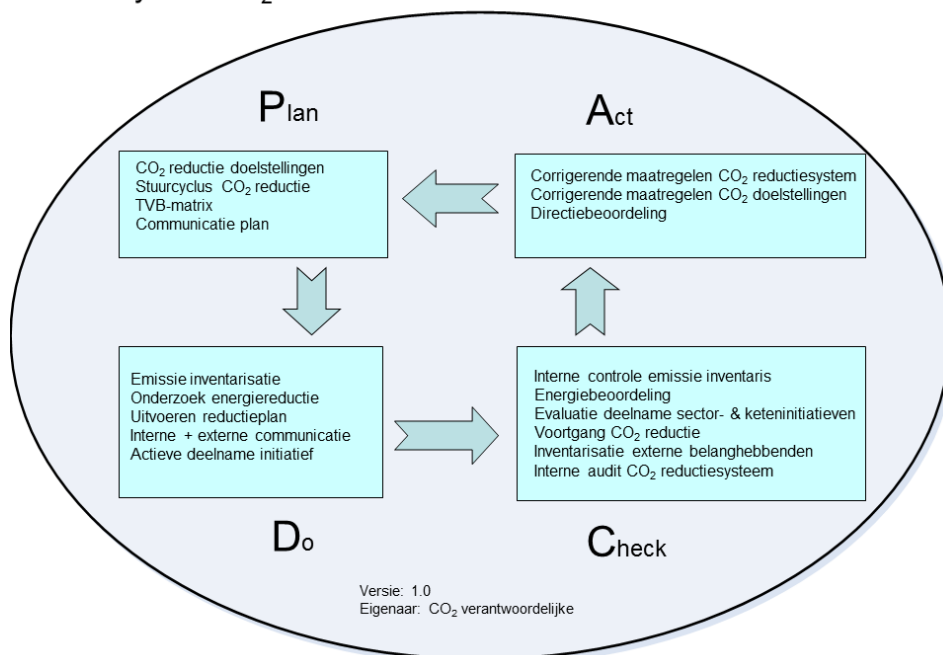 Plan
CO₂ reductie doelstellingen
Stuurcyclus CO₂ reductie
TVB-matrix
Communicatie plan
Act
Corrigerende maatregelen CO₂ reductiesystem
Corrigerende maatregelen CO₂ doelstellingen
Directiebeoordeling
Emissie inventarisatie
Onderzoek energiereductie
Uitvoeren reductieplan
Interne + externe communicatie
Actieve deelname initiatief
Do
Interne controle emissie inventaris
Energiebeoordeling
Evaluatie deelname sector- & keteninitiatieven
Voortgang CO₂ reductie
Inventarisatie externe belanghebbenden
Interne audit CO₂ reductiesysteem
Check
Versie: 1.0
Eigenaar: CO₂ verantwoordelijke